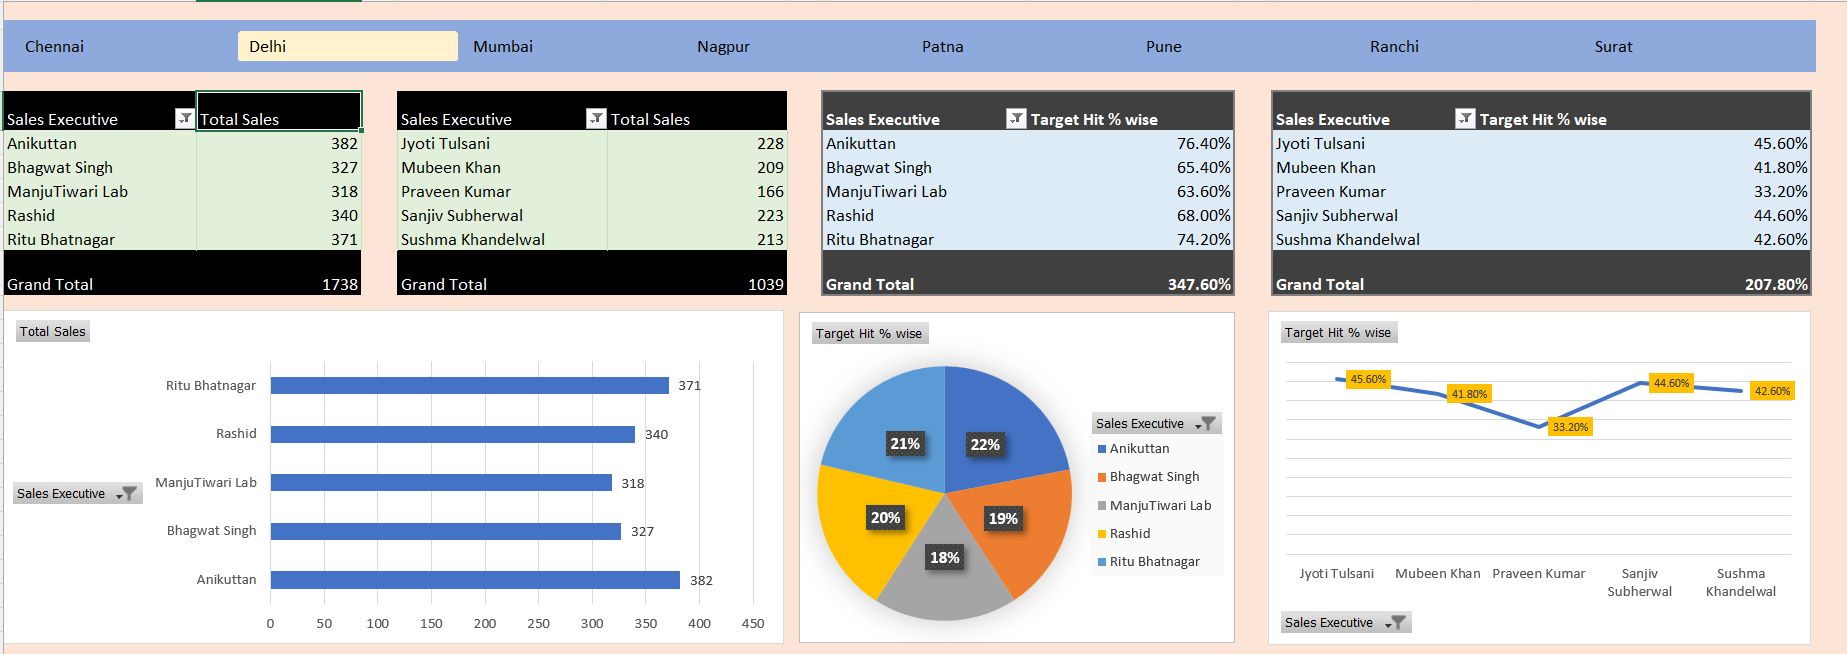 Chennai Delhi Mumbai Nagpur Patna Pune Ranchi Surat
Sales Executive Total Sales
Anikuttan 382
Bhagwat Singh 327
ManjuTiwari Lab 318
Rashid 340
Ritu Bhatnagar 371
Grand Total 1738
Sales Executive Total Sales
Jyoti Tulsani 228
Mubeen Khan 209
Praveen Kumar 166
Sanjiv Subherwal 223
Sushma Khandelwal 213
Grand Total 1039
Sales Executive Target Hit % wise
Anikuttan 76.40%
Bhagwat Singh 65.40%
ManjuTiwari Lab 63.60%
Rashid 68.00%
Ritu Bhatnagar 74.20%
Grand Total 347.60%
Sales Executive Target Hit % wise
Jyoti Tulsani 45.60%
Mubeen Khan 41.80%
Praveen Kumar 33.20%
Sanjiv Subherwal 44.60%
Sushma Khandelwal 42.60%
Grand Total 207.80%
Total Sales
Ritu Bhatnagar 371
Rashid 340
ManjuTiwari Lab 318
Sales Executive
Bhagwat Singh 327
Anikuttan 382
0 50 100 150 200 250 300 350 400 450
Target Hit % wise
21% 22%
20% 19%
18%
Sales Executive
Anikuttan
Bhagwat Singh
ManjuTiwari Lab
Rashid
Ritu Bhatnagar
Target Hit % wise
45.60% 41.80% 33.20% 44.60% 42.60%
Jyoti Tulsani Mubeen Khan Praveen Kumar Sanjiv Sushma
Subherwal Khandelwal
Sales Executive